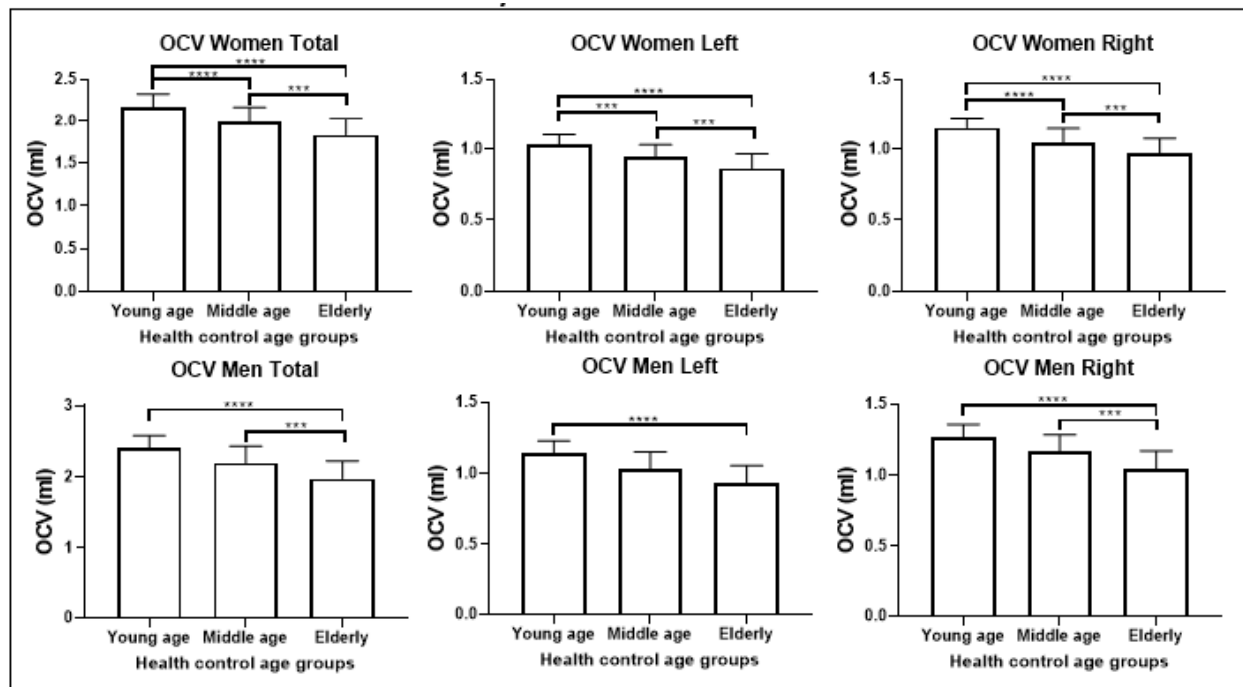 OCV Women Total
****
****
***
OCV (ml)
2.5
2.0
1.5
1.0
0.5
0.0
Young age Middle age Elderly
Health control age groups
OCV Women Left
****
***
***
OCV (ml)
1.5
1.0
0.5
0.0
Young age Middle age Elderly
Health control age groups
OCV Women Right
****
****
***
OCV (ml)
1.5
1.0
0.5
0.0
Young age Middle age Elderly
Health control age groups
OCV Men Total
****
***
OCV (ml)
3
2
1
0
Young age Middle age Elderly
Health control age groups
OCV Men Left
****
OCV (ml)
1.5
1.0
0.5
0.0
Young age Middle age Elderly
Health control age groups
OCV Men Right
****
***
OCV (ml)
1.5
1.0
0.5
0.0
Young age Middle age Elderly
Health control age groups